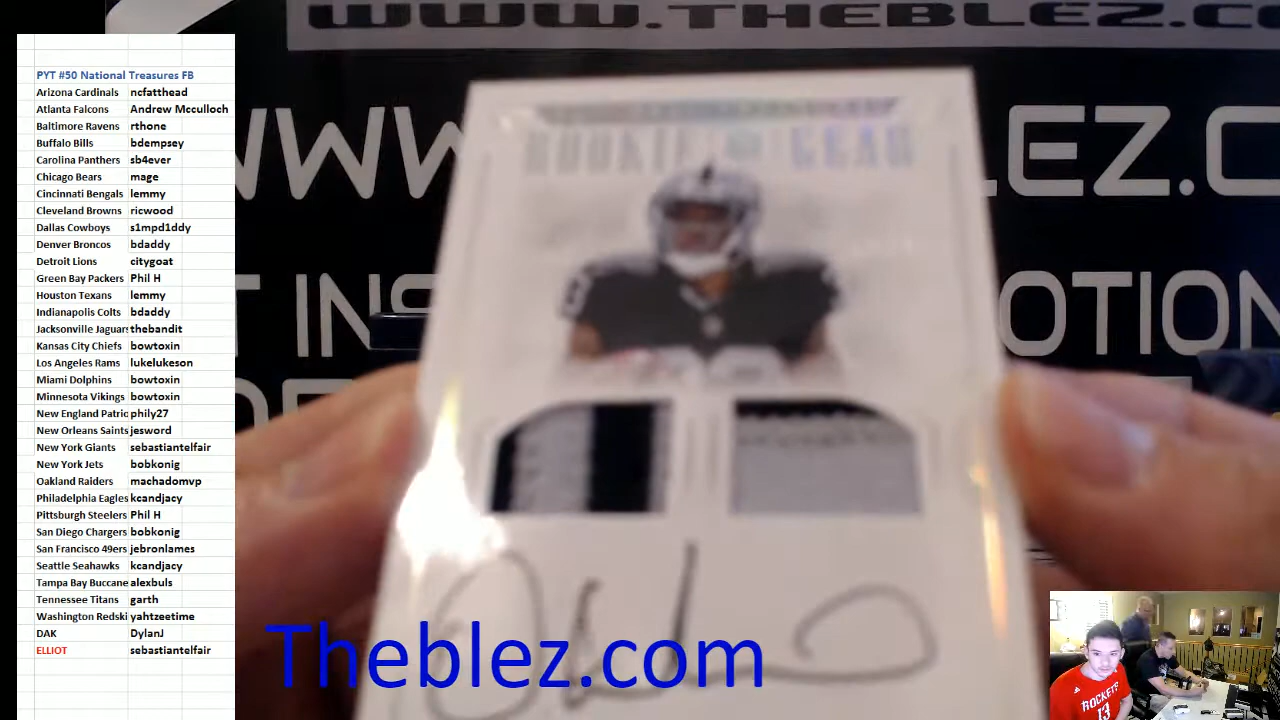 WWW.THEBLEZ.C
WWW
BLEZ.C
T INS
OTION
PYT #50 National Treasures FB
Arizona Cardinals ncfatthead
Atlanta Falcons Andrew Mcculloch
Baltimore Ravens rthone
Buffalo Bills bdempsey
Carolina Panthers sb4ever
Chicago Bears mage
Cincinnati Bengals lemmy
Cleveland Browns ricwood
Dallas Cowboys s1mpd1ddy
Denver Broncos bdaddy
Detroit Lions citygoat
Green Bay Packers Phil H
Houston Texans lemmy
Indianapolis Colts bdaddy
Jacksonville Jaguars thebandit
Kansas City Chiefs bowtoxin
Los Angeles Rams lukelukeson
Miami Dolphins bowtoxin
Minnesota Vikings bowtoxin
New England Patrio phily27
New Orleans Saints jesword
New York Giants sebastiantelfair
New York Jets bobkonig
Oakland Raiders machadomvp
Philadelphia Eagles kcandjacy
Pittsburgh Steelers Phil H
San Diego Chargers bobkonig
San Francisco 49ers jebronlames
Seattle Seahawks kcandjacy
Tampa Bay Buccane alexbuls
Tennessee Titans garth
Washington Redski yahtzeetime
DAK DylanJ
ELLIOT sebastiantelfair
Theblez.com
ROCKETS
13